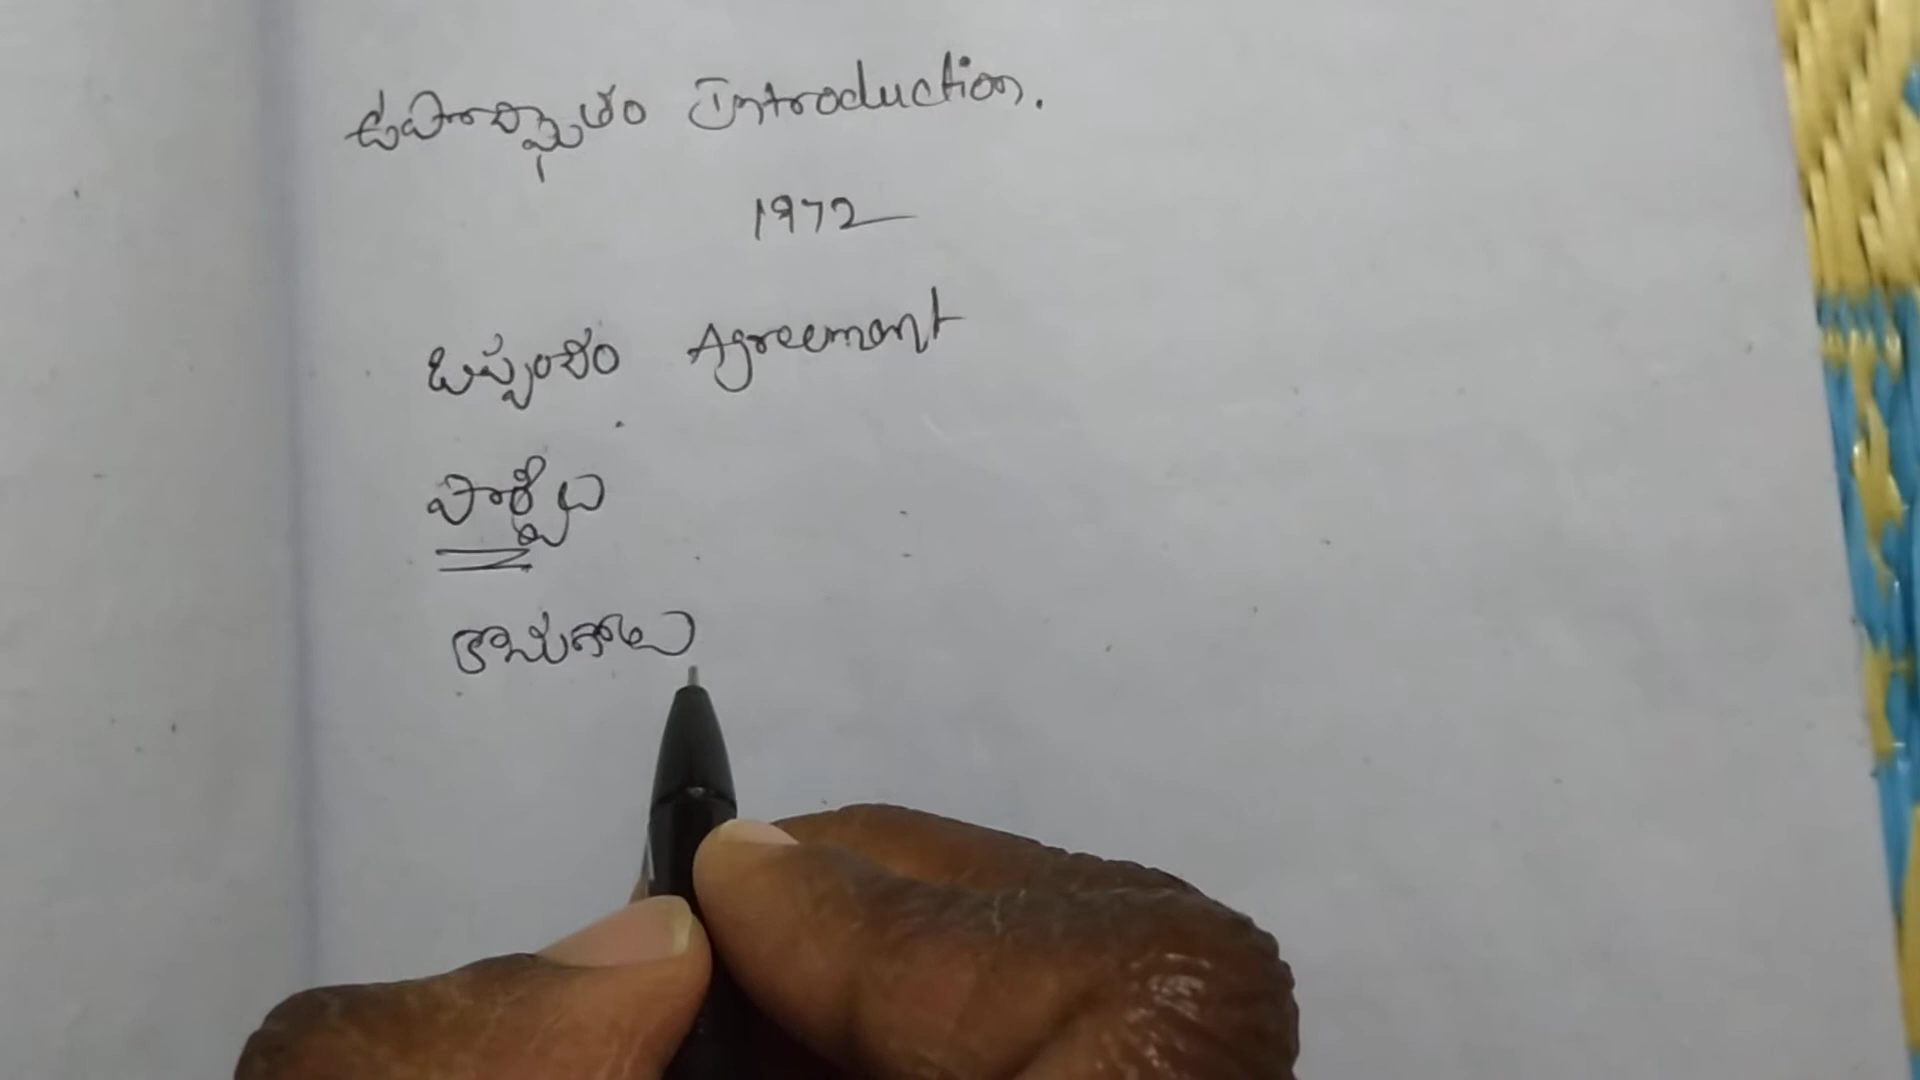 ఉపోద్ఘాతం Introduction.
1972
ఒప్పందం Agreement
కొనుగోలు